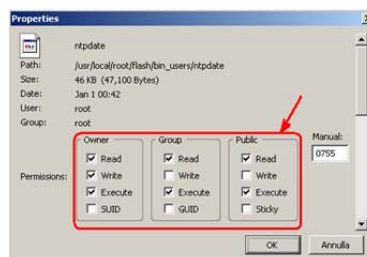 Properties
ntpdate
Path: /usr/local/root/flash/bin_users/ntpdate
Size: 46 KB (47,100 Bytes)
Date: Jan 1 00:42
User: root
Group: root
Permissions:
Owner Group Public Manual:
Read Read Read 0755
Write Write Write
Execute Execute Execute
SUID GUID Sticky
OK Annulla